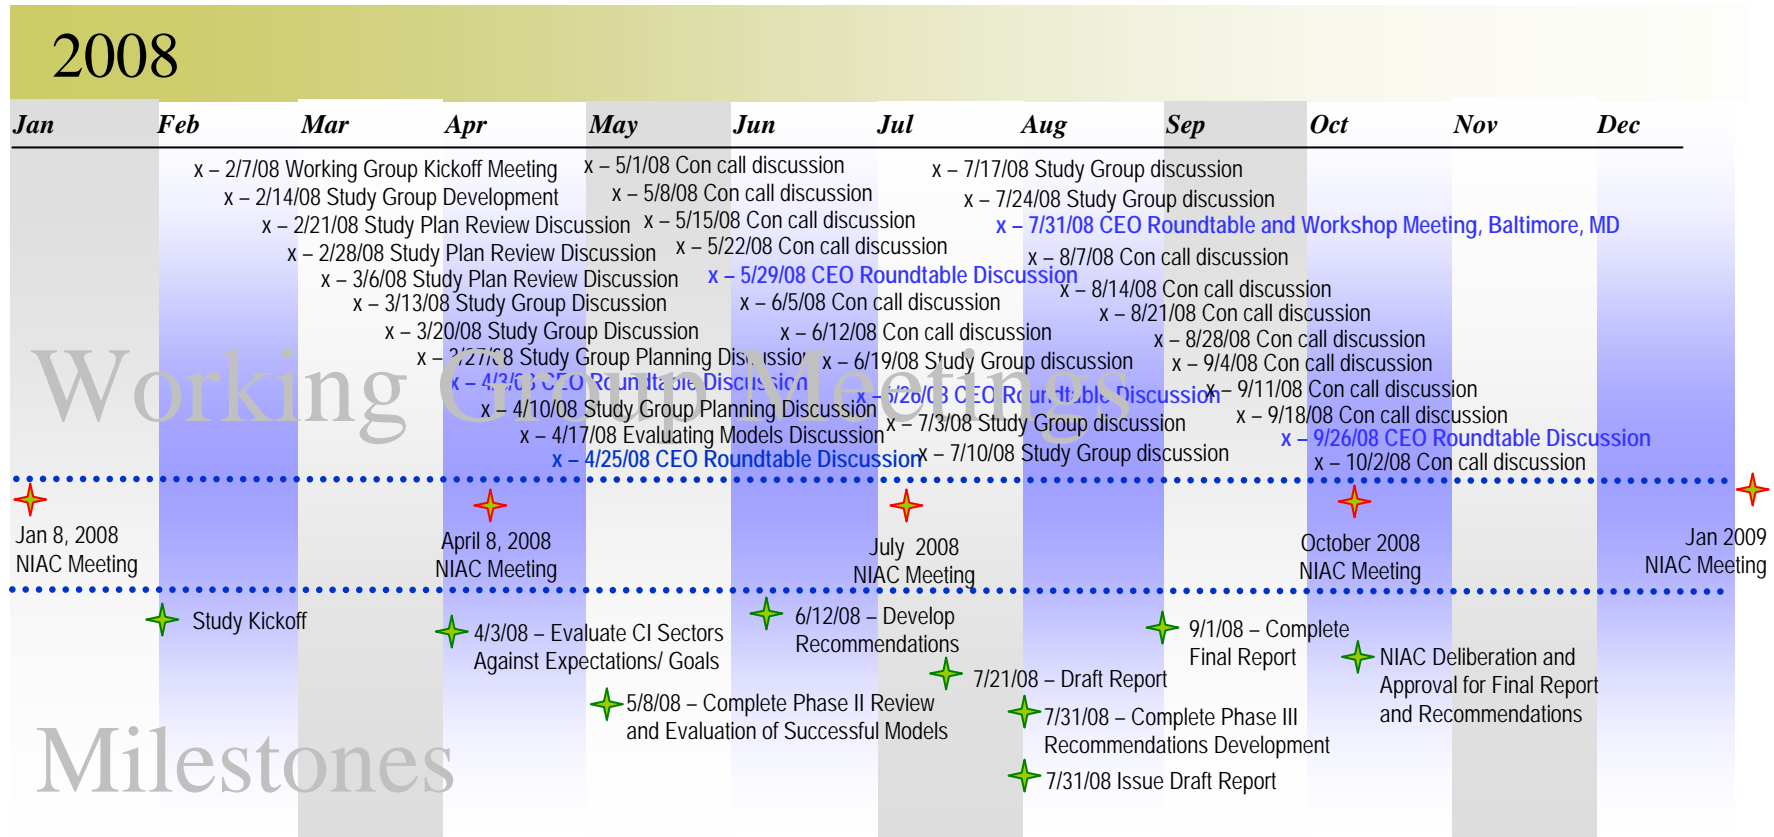 2008
Jan Feb Mar Apr May Jun Jul Aug Sep Oct Nov Dec
x – 2/7/08 Working Group Kickoff Meeting
x – 2/14/08 Study Group Development
x – 2/21/08 Study Plan Review Discussion
x – 2/28/08 Study Plan Review Discussion
x – 3/6/08 Study Plan Review Discussion
x – 3/13/08 Study Group Discussion
x – 3/20/08 Study Group Discussion
x – 3/27/08 Study Group Planning Discussion
x – 4/3/08 CEO Roundtable Discussion
x – 4/10/08 Study Group Planning Discussion
x – 4/17/08 Evaluating Models Discussion
x – 4/25/08 CEO Roundtable Discussion
x – 5/1/08 Con call discussion
x – 5/8/08 Con call discussion
x – 5/15/08 Con call discussion
x – 5/22/08 Con call discussion
x – 5/29/08 CEO Roundtable Discussion
x – 6/5/08 Con call discussion
x – 6/12/08 Con call discussion
x – 6/19/08 Study Group discussion
x – 6/26/08 CEO Roundtable Discussion
x – 7/3/08 Study Group discussion
x – 7/10/08 Study Group discussion
x – 7/17/08 Study Group discussion
x – 7/24/08 Study Group discussion
x – 7/31/08 CEO Roundtable and Workshop Meeting, Baltimore, MD
x – 8/7/08 Con call discussion
x – 8/14/08 Con call discussion
x – 8/21/08 Con call discussion
x – 8/28/08 Con call discussion
x – 9/4/08 Con call discussion
x – 9/11/08 Con call discussion
x – 9/18/08 Con call discussion
x – 9/26/08 CEO Roundtable Discussion
x – 10/2/08 Con call discussion
Working Group Meetings
Jan 8, 2008
NIAC Meeting
April 8, 2008
NIAC Meeting
July 2008
NIAC Meeting
October 2008
NIAC Meeting
Jan 2009
NIAC Meeting
Study Kickoff
4/3/08 – Evaluate CI Sectors
Against Expectations/ Goals
5/8/08 – Complete Phase II Review
and Evaluation of Successful Models
6/12/08 – Develop
Recommendations
7/21/08 – Draft Report
7/31/08 – Complete Phase III
Recommendations Development
7/31/08 Issue Draft Report
9/1/08 – Complete
Final Report
NIAC Deliberation and
Approval for Final Report
and Recommendations
Milestones